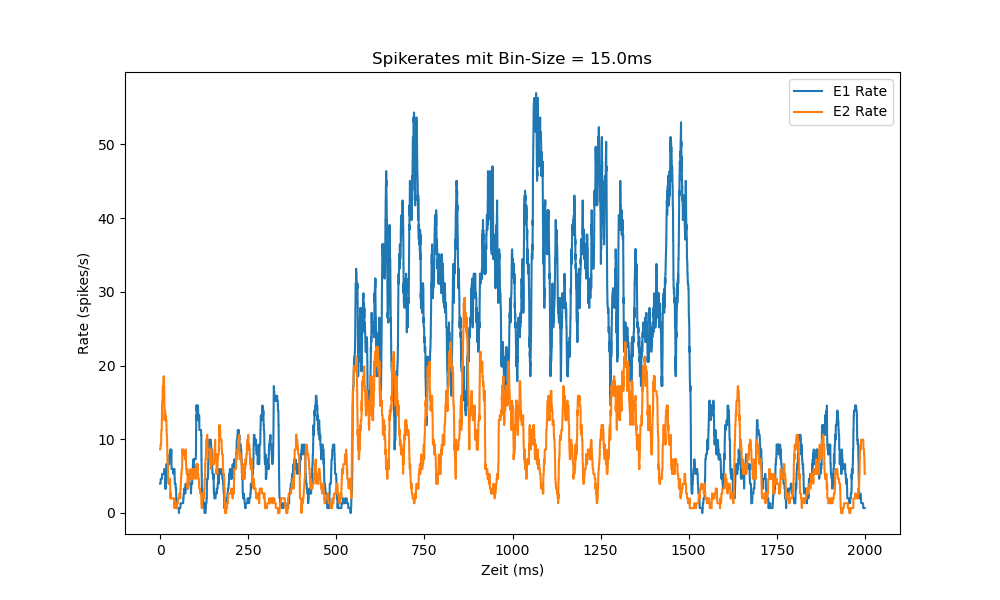 Spikerates mit Bin-Size = 15.0ms
E1 Rate
E2 Rate
Rate (spikes/s)
50
40
30
20
10
0
0 250 500 750 1000 1250 1500 1750 2000
Zeit (ms)